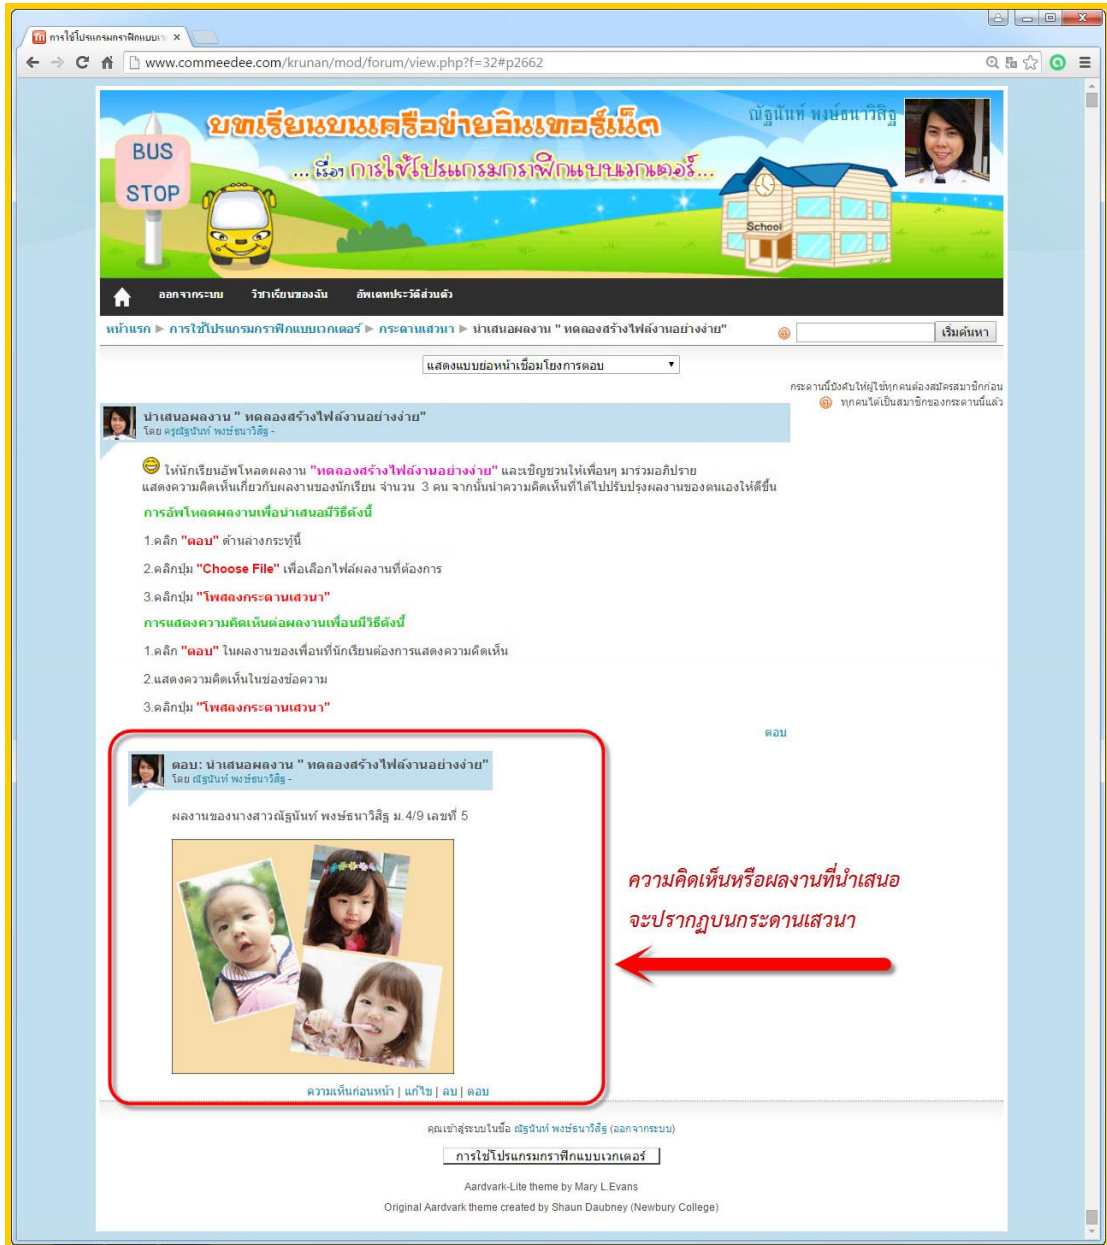 การใช้โปรแกรมกราฟิกแบบเว
www.commeedee.com/krunan/mod/forum/view.php?f=32#p2662
บทเรียนบนเครือข่ายอินเทอร์เน็ต
ณัฐนันท์ พงษ์ธนาวิสิฐ
... เรื่อง การใช้โปรแกรมกราฟิกแบบเวกเตอร์...
BUS
STOP
School
ออกจากระบบ วิชาเรียนของฉัน อัพเดทประวัติส่วนตัว
หน้าแรก ► การใช้โปรแกรมกราฟิกแบบเวกเตอร์ ► กระดานเสวนา ► นำเสนอผลงาน " ทดลองสร้างไฟล์งานอย่างง่าย" เริ่มค้นหา
แสดงแบบย่อหน้าเชื่อมโยงการตอบ
กระดานนี้บังคับให้ผู้ใช้ทุกคนต้องสมัครสมาชิกก่อน
ทุกคนได้เป็นสมาชิกของกระดานนี้แล้ว
นำเสนอผลงาน " ทดลองสร้างไฟล์งานอย่างง่าย"
โดย ครูณัฐนันท์ พงษ์ธนาวิสิฐ -
ให้นักเรียนอัพโหลดผลงาน "ทดลองสร้างไฟล์งานอย่างง่าย" และเชิญชวนให้เพื่อนๆ มาร่วมอภิปราย
แสดงความคิดเห็นเกี่ยวกับผลงานของนักเรียน จำนวน 3 คน จากนั้นนำความคิดเห็นที่ได้ไปปรับปรุงผลงานของตนเองให้ดีขึ้น
การอัพโหลดผลงานเพื่อนำเสนอมีวิธีดังนี้
1.คลิก "ตอบ" ด้านล่างกระทู้นี้
2.คลิกปุ่ม "Choose File" เพื่อเลือกไฟล์ผลงานที่ต้องการ
3.คลิกปุ่ม "โพสลงกระดานเสวนา"
การแสดงความคิดเห็นต่อผลงานเพื่อนมีวิธีดังนี้
1.คลิก "ตอบ" ในผลงานของเพื่อนที่นักเรียนต้องการแสดงความคิดเห็น
2.แสดงความคิดเห็นในช่องข้อความ
3.คลิกปุ่ม "โพสลงกระดานเสวนา"
ตอบ
ตอบ: นำเสนอผลงาน " ทดลองสร้างไฟล์งานอย่างง่าย"
โดย ณัฐนันท์ พงษ์ธนาวิสิฐ -
ผลงานของนางสาวณัฐนันท์ พงษ์ธนาวิสิฐ ม.4/9 เลขที่ 5
ความคิดเห็นหรือผลงานที่นำเสนอ
จะปรากฏบนกระดานเสวนา
ความเห็นก่อนหน้า | แก้ไข | ลบ | ตอบ
คุณเข้าสู่ระบบในชื่อ ณัฐนันท์ พงษ์ธนาวิสิฐ (ออกจากระบบ)
การใช้โปรแกรมกราฟิกแบบเวกเตอร์
Aardvark-Lite theme by Mary L.Evans
Original Aardvark theme created by Shaun Daubney (Newbury College)